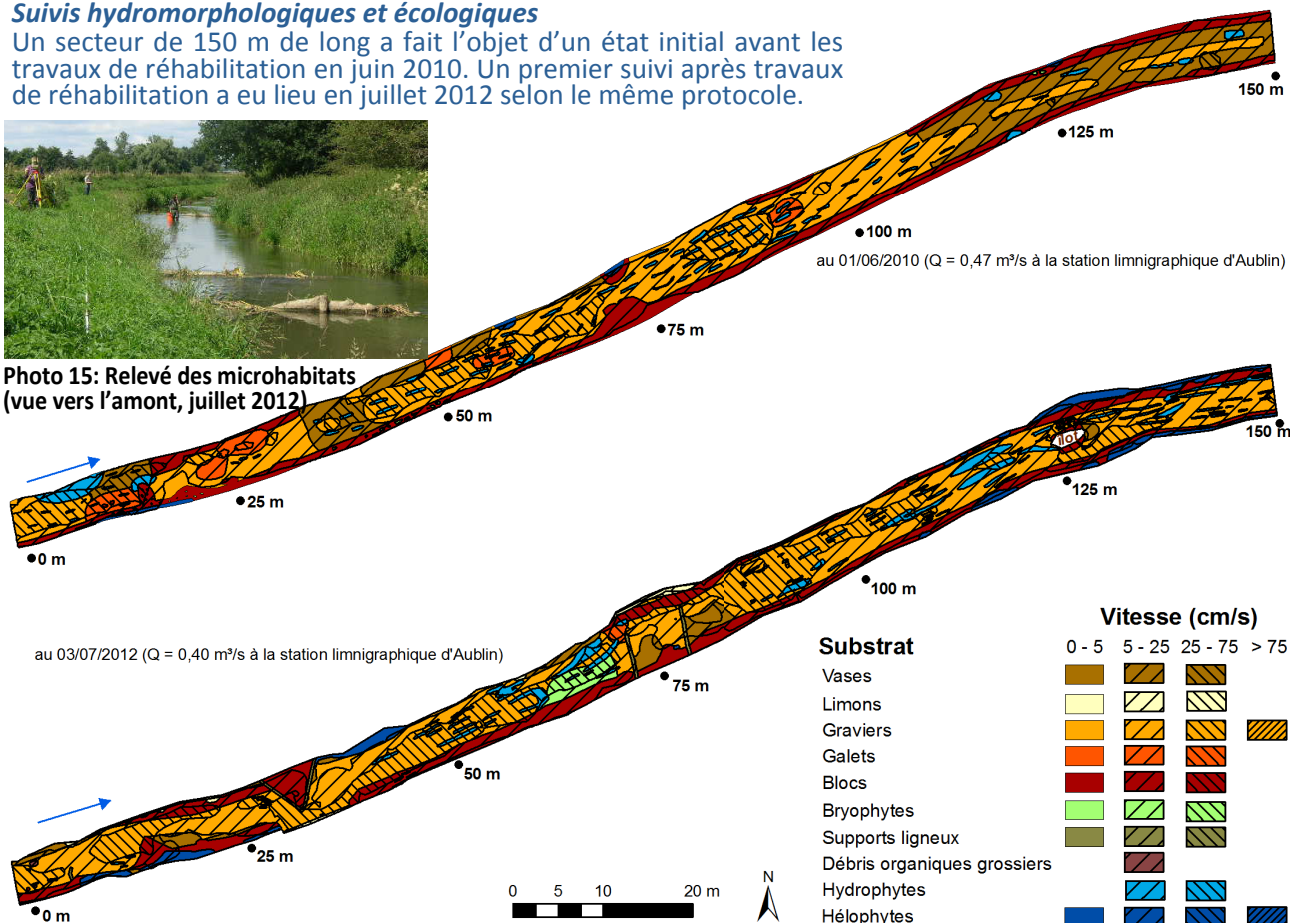 Suivis hydromorphologiques et écologiques
Un secteur de 150 m de long a fait l'objet d'un état initial avant les
travaux de réhabilitation en juin 2010. Un premier suivi après travaux
de réhabilitation a eu lieu en juillet 2012 selon le même protocole.
Photo 15: Relevé des microhabitats
(vue vers l'amont, juillet 2012)
150 m
125 m
100 m
75 m
50 m
25 m
0 m
au 01/06/2010 (Q = 0,47 m³/s à la station limnigraphique d'Aublin)
150 m
îlot
125 m
100 m
75 m
50 m
25 m
0 m
au 03/07/2012 (Q = 0,40 m³/s à la station limnigraphique d'Aublin)
0 5 10 20 m
N
Vitesse (cm/s)
Substrat 0 - 5 5 - 25 25 - 75 > 75
Vases
Limons
Graviers
Galets
Blocs
Bryophytes
Supports ligneux
Débris organiques grossiers
Hydrophytes
Hélophytes